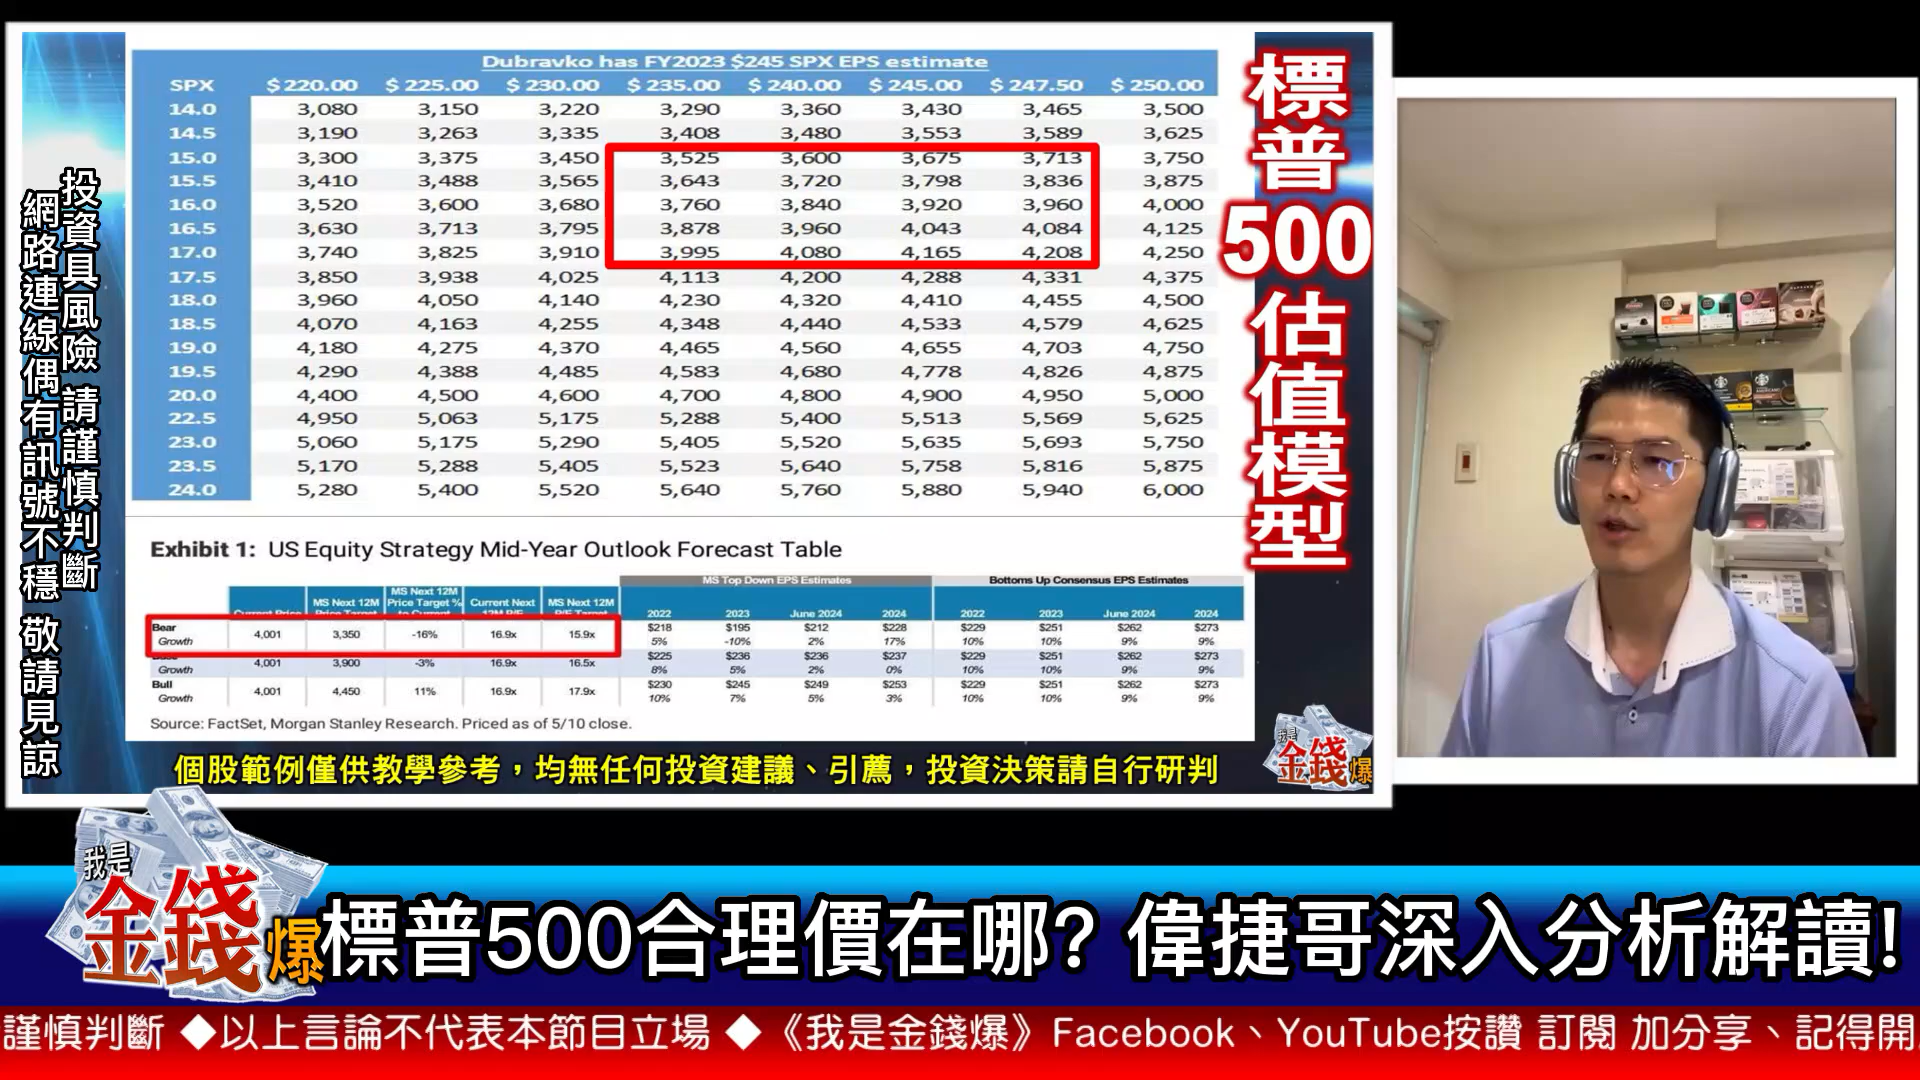 投資具風險 請謹慎判斷
網路連線偶有訊號不穩 敬請見諒
Dubravko has FY2023 $245 SPX EPS estimate
SPX $220.00 $225.00 $230.00 $235.00 $240.00 $245.00 $247.50 $250.00
14.0 3,080 3,150 3,220 3,290 3,360 3,430 3,465 3,500
14.5 3,190 3,263 3,335 3,408 3,480 3,553 3,589 3,625
15.0 3,300 3,375 3,450 3,525 3,600 3,675 3,713 3,750
15.5 3,410 3,488 3,565 3,643 3,720 3,798 3,836 3,875
16.0 3,520 3,600 3,680 3,760 3,840 3,920 3,960 4,000
16.5 3,630 3,713 3,795 3,878 3,960 4,043 4,084 4,125
17.0 3,740 3,825 3,910 3,995 4,080 4,165 4,208 4,250
17.5 3,850 3,938 4,025 4,113 4,200 4,288 4,331 4,375
18.0 3,960 4,050 4,140 4,230 4,320 4,410 4,455 4,500
18.5 4,070 4,163 4,255 4,348 4,440 4,533 4,579 4,625
19.0 4,180 4,275 4,370 4,465 4,560 4,655 4,703 4,750
19.5 4,290 4,388 4,485 4,583 4,680 4,778 4,826 4,875
20.0 4,400 4,500 4,600 4,700 4,800 4,900 4,950 5,000
22.5 4,950 5,063 5,175 5,288 5,400 5,513 5,569 5,625
23.0 5,060 5,175 5,290 5,405 5,520 5,635 5,693 5,750
23.5 5,170 5,288 5,405 5,523 5,640 5,758 5,816 5,875
24.0 5,280 5,400 5,520 5,640 5,760 5,880 5,940 6,000
標普500估值模型
Exhibit 1: US Equity Strategy Mid-Year Outlook Forecast Table
MS Top Down EPS Estimates Bottoms Up Consensus EPS Estimates
MS Next 12M
MS Next 12M Price Target % Current Next MS Next 12M
Current Price Price Target to Current 12M P/E P/E Target 2022 2023 June 2024 2024 2022 2023 June 2024 2024
Bear 4,001 3,350 -16% 16.9x 15.9x $218 $195 $212 $228 $229 $251 $262 $273
Growth 5% -10% 2% 17% 10% 10% 9% 9%
Base 4,001 3,900 -3% 16.9x 16.5x $225 $236 $236 $237 $229 $251 $262 $273
Growth 8% 5% 2% 0% 10% 10% 9% 9%
Bull 4,001 4,450 11% 16.9x 17.9x $230 $245 $249 $253 $229 $251 $262 $273
Growth 10% 7% 5% 3% 10% 10% 9% 9%
Source: FactSet, Morgan Stanley Research. Priced as of 5/10 close.
個股範例僅供教學參考，均無任何投資建議、引薦，投資決策請自行研判
我是
金錢爆
我是
金錢爆
標普500合理價在哪? 偉捷哥深入分析解讀!
謹慎判斷 ◆以上言論不代表本節目立場 ◆《我是金錢爆》Facebook、YouTube按讚 訂閱 加分享、記得開